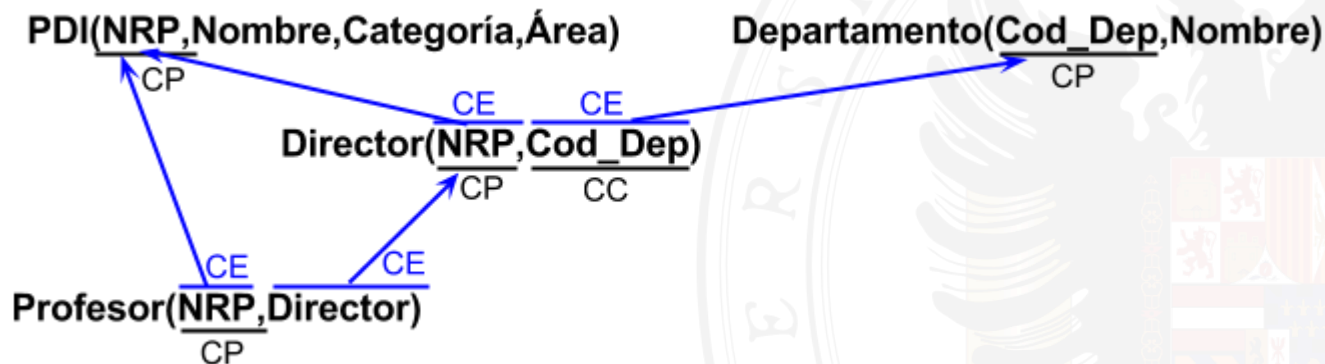 PDI(NRP,Nombre,Categoría,Área) Departamento(Cod_Dep,Nombre)
CP CP
CE CE
Director(NRP,Cod_Dep)
CP CC
CE CE
Profesor(NRP,Director)
CP
E R S